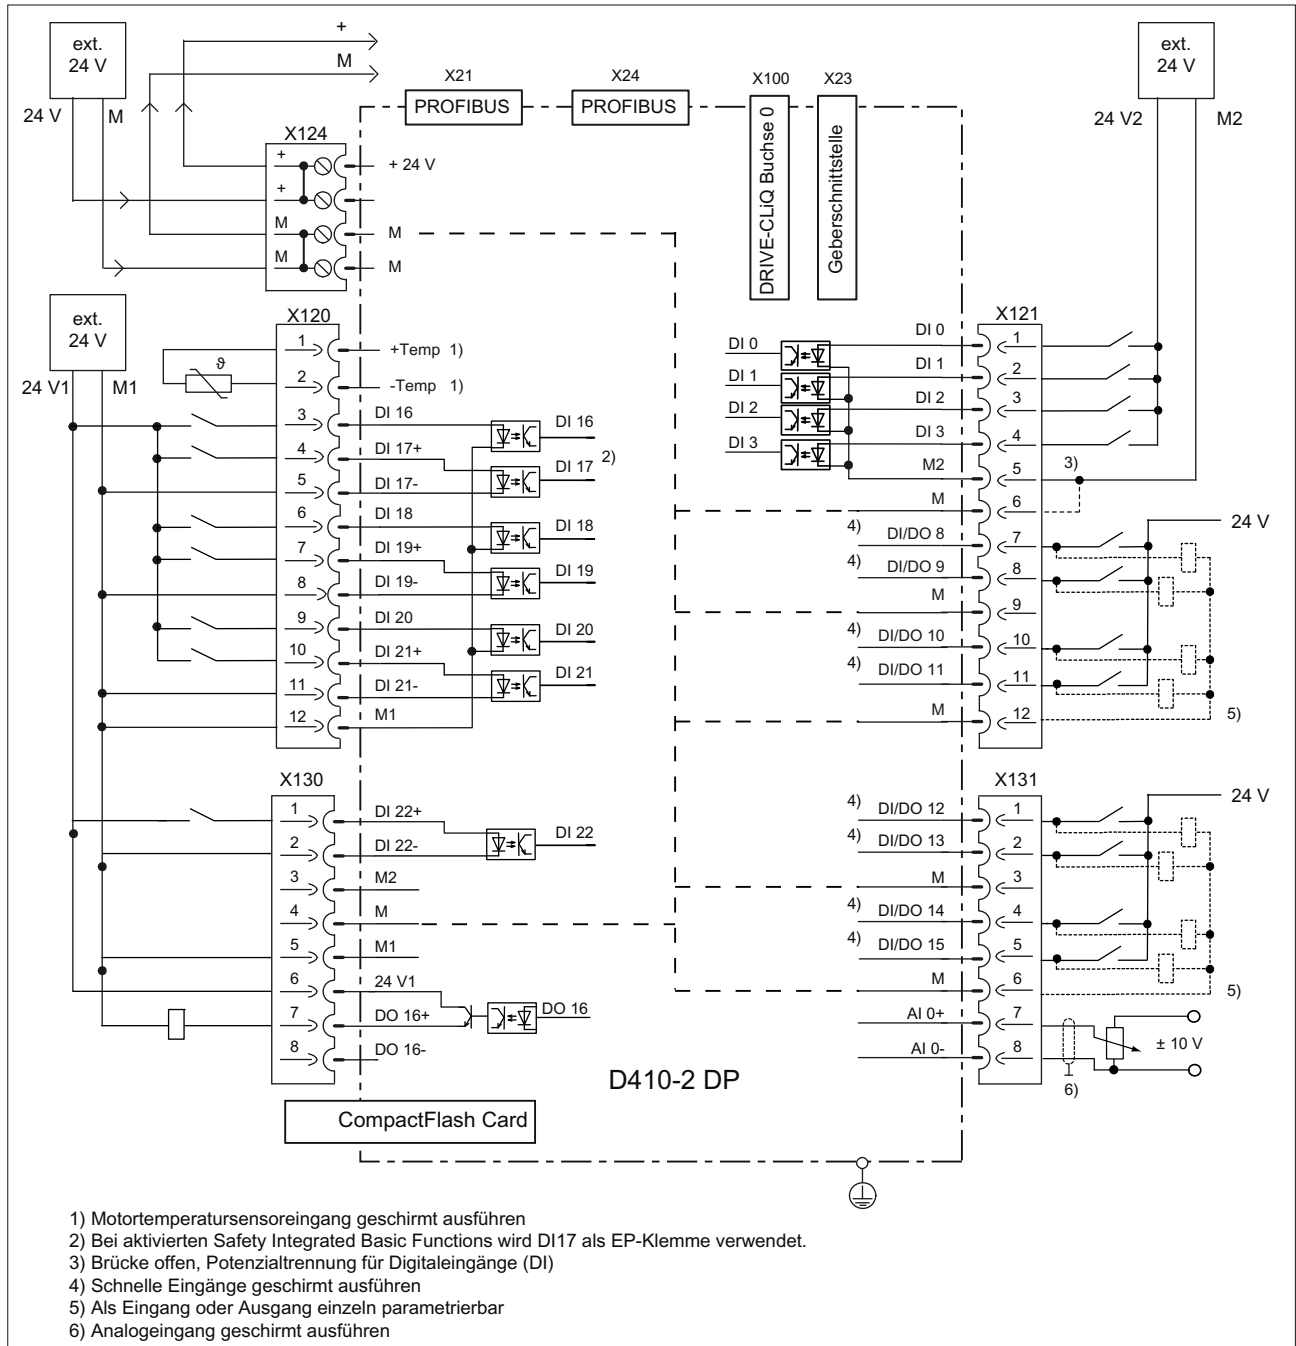 ext.
24 V
24 V
M
+
M
X21
PROFIBUS
X24
PROFIBUS
X100
DRIVE-CLiQ Buchse 0
X23
Geberschnittstelle
ext.
24 V
24 V2
M2
X124
+
+ 24 V
+
M
M
M
M
ext.
24 V
24 V1
M1
X120
1
+Temp 1)
ϑ
2
-Temp 1)
3
DI 16
DI 16
4
DI 17+
DI 17
2)
5
DI 17-
6
DI 18
DI 18
7
DI 19+
DI 19
8
DI 19-
9
DI 20
DI 20
10
DI 21+
DI 21
11
DI 21-
12
M1
X130
1
DI 22+
DI 22
2
DI 22-
3
M2
4
M
5
M1
6
24 V1
7
DO 16+
DO 16
8
DO 16-
X121
DI 0
DI 0
1
DI 1
DI 1
2
DI 2
DI 2
3
DI 3
DI 3
4
M2
5
3)
M
6
24 V
4)
DI/DO 8
7
4)
DI/DO 9
8
M
9
4)
DI/DO 10
10
4)
DI/DO 11
11
M
12
5)
X131
24 V
4)
DI/DO 12
1
4)
DI/DO 13
2
M
3
4)
DI/DO 14
4
4)
DI/DO 15
5
M
6
5)
AI 0+
7
± 10 V
AI 0-
8
6)
D410-2 DP
CompactFlash Card
1) Motortemperatursensoreingang geschirmt ausführen
2) Bei aktivierten Safety Integrated Basic Functions wird DI17 als EP-Klemme verwendet.
3) Brücke offen, Potenzialtrennung für Digitaleingänge (DI)
4) Schnelle Eingänge geschirmt ausführen
5) Als Eingang oder Ausgang einzeln parametrierbar
6) Analogeingang geschirmt ausführen